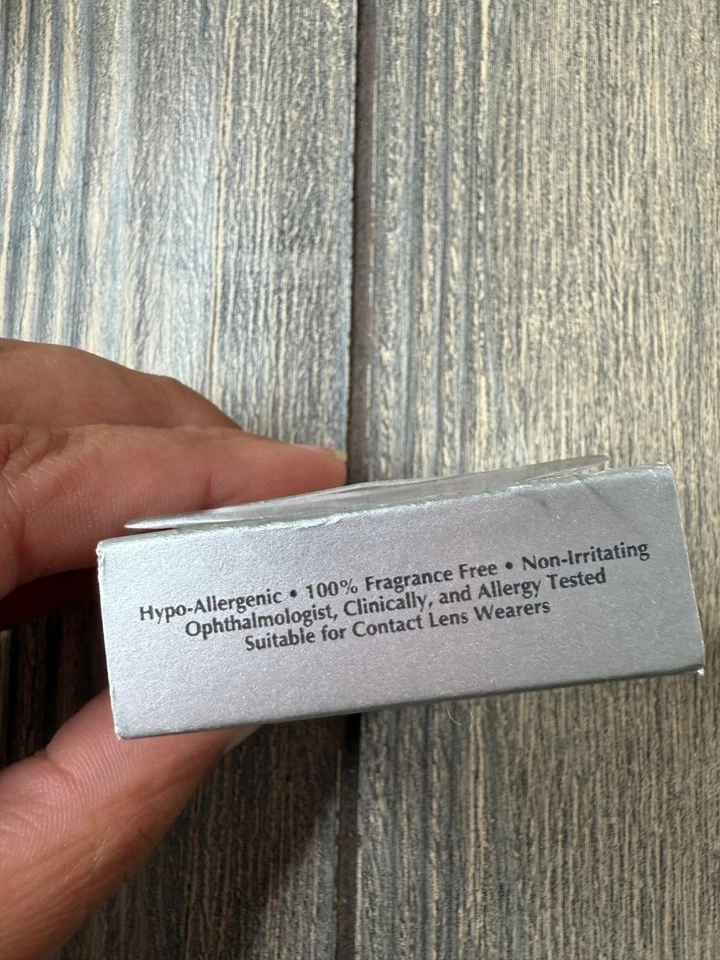 Hypo-Allergenic • 100% Fragrance Free • Non-Irritating
Ophthalmologist, Clinically, and Allergy Tested
Suitable for Contact Lens Wearers